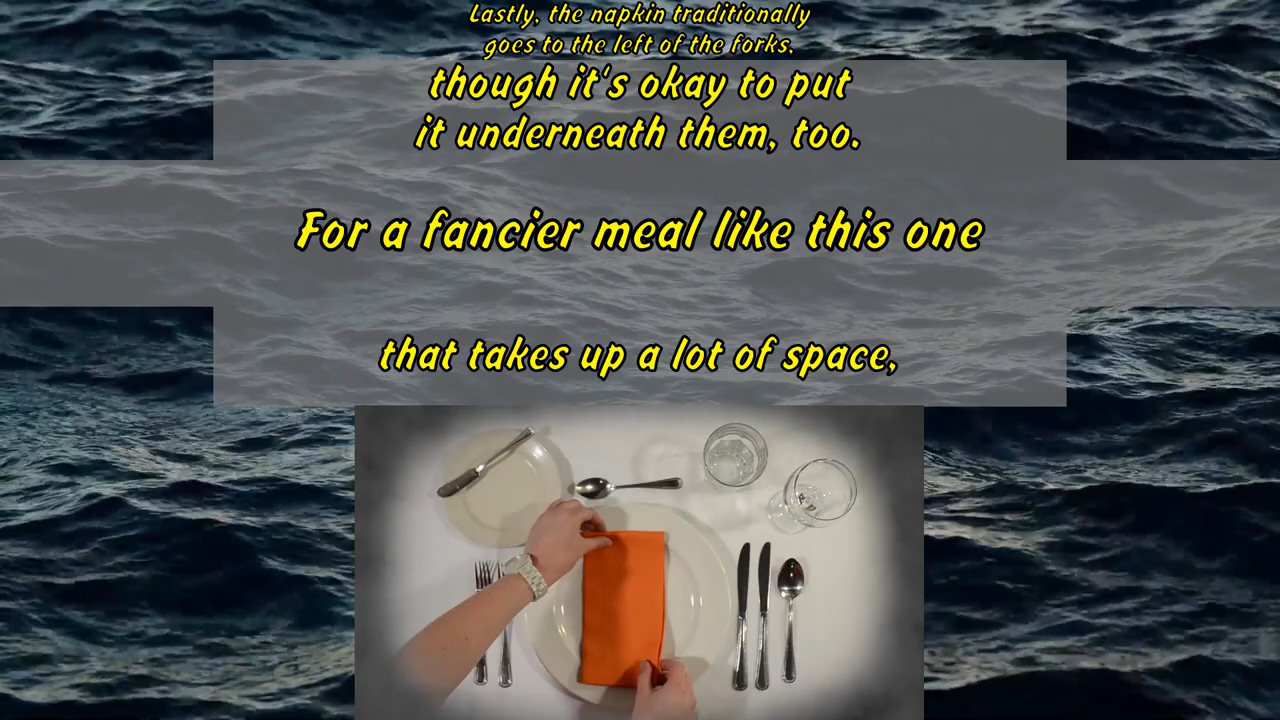 Lastly, the napkin traditionally
goes to the left of the forks,
though it's okay to put
it underneath them, too.
For a fancier meal like this one
that takes up a lot of space,